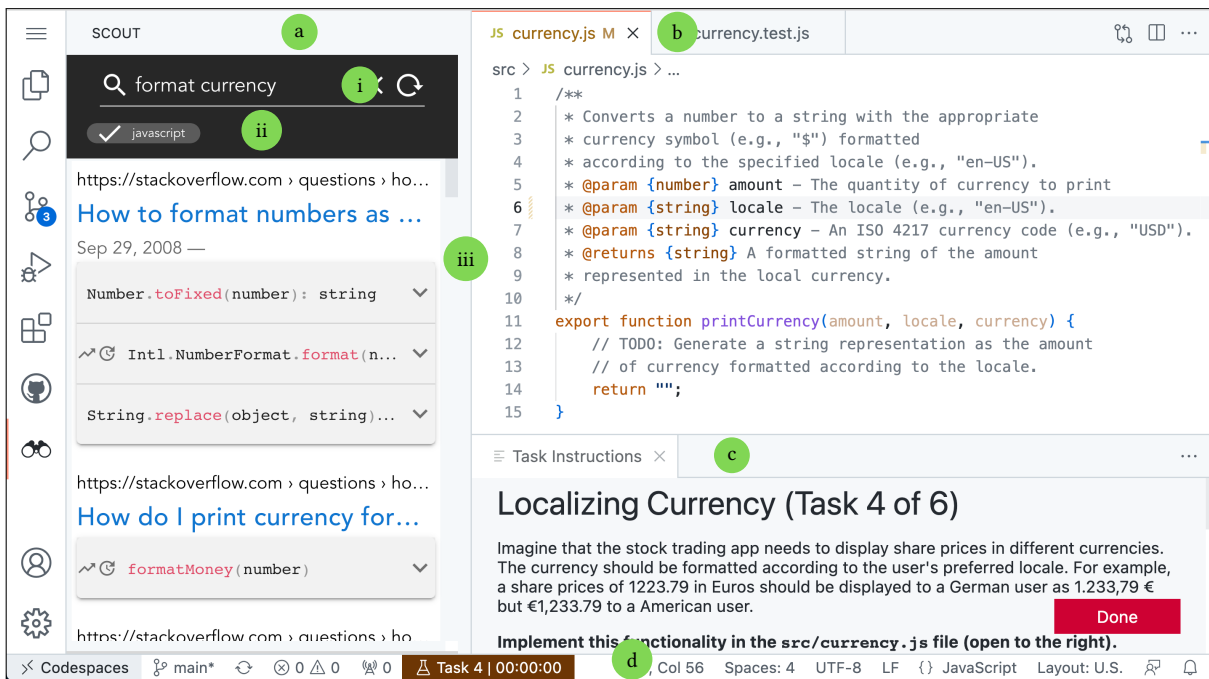 SCOUT
a
format currency
i
javascript
ii
https://stackoverflow.com › questions › ho...
How to format numbers as ...
Sep 29, 2008 —
iii
Number.toFixed(number): string
Intl.NumberFormat.format(n...
String.replace(object, string)...
https://stackoverflow.com › questions › ho...
How do I print currency for...
formatMoney(number)
https://stackoverflow.com › questions › ho
3
JS currency.js M ×
b
currency.test.js
src > JS currency.js > ...
1 /**
2 * Converts a number to a string with the appropriate
3 * currency symbol (e.g., "$") formatted
4 * according to the specified locale (e.g., "en-US").
5 * @param {number} amount – The quantity of currency to print
6 * @param {string} locale – The locale (e.g., "en-US").
7 * @param {string} currency – An ISO 4217 currency code (e.g., "USD").
8 * @returns {string} A formatted string of the amount
9 * represented in the local currency.
10 */
11 export function printCurrency(amount, locale, currency) {
12 // TODO: Generate a string representation as the amount
13 // of currency formatted according to the locale.
14 return "";
15 }
Task Instructions ×
c
Localizing Currency (Task 4 of 6)
Imagine that the stock trading app needs to display share prices in different currencies.
The currency should be formatted according to the user's preferred locale. For example,
a share prices of 1223.79 in Euros should be displayed to a German user as 1.233,79 €
but €1,233.79 to a American user.
Done
Implement this functionality in the src/currency.js file (open to the right).
Codespaces main* 0 0 0 Task 4 | 00:00:00 d , Col 56 Spaces: 4 UTF-8 LF {} JavaScript Layout: U.S.